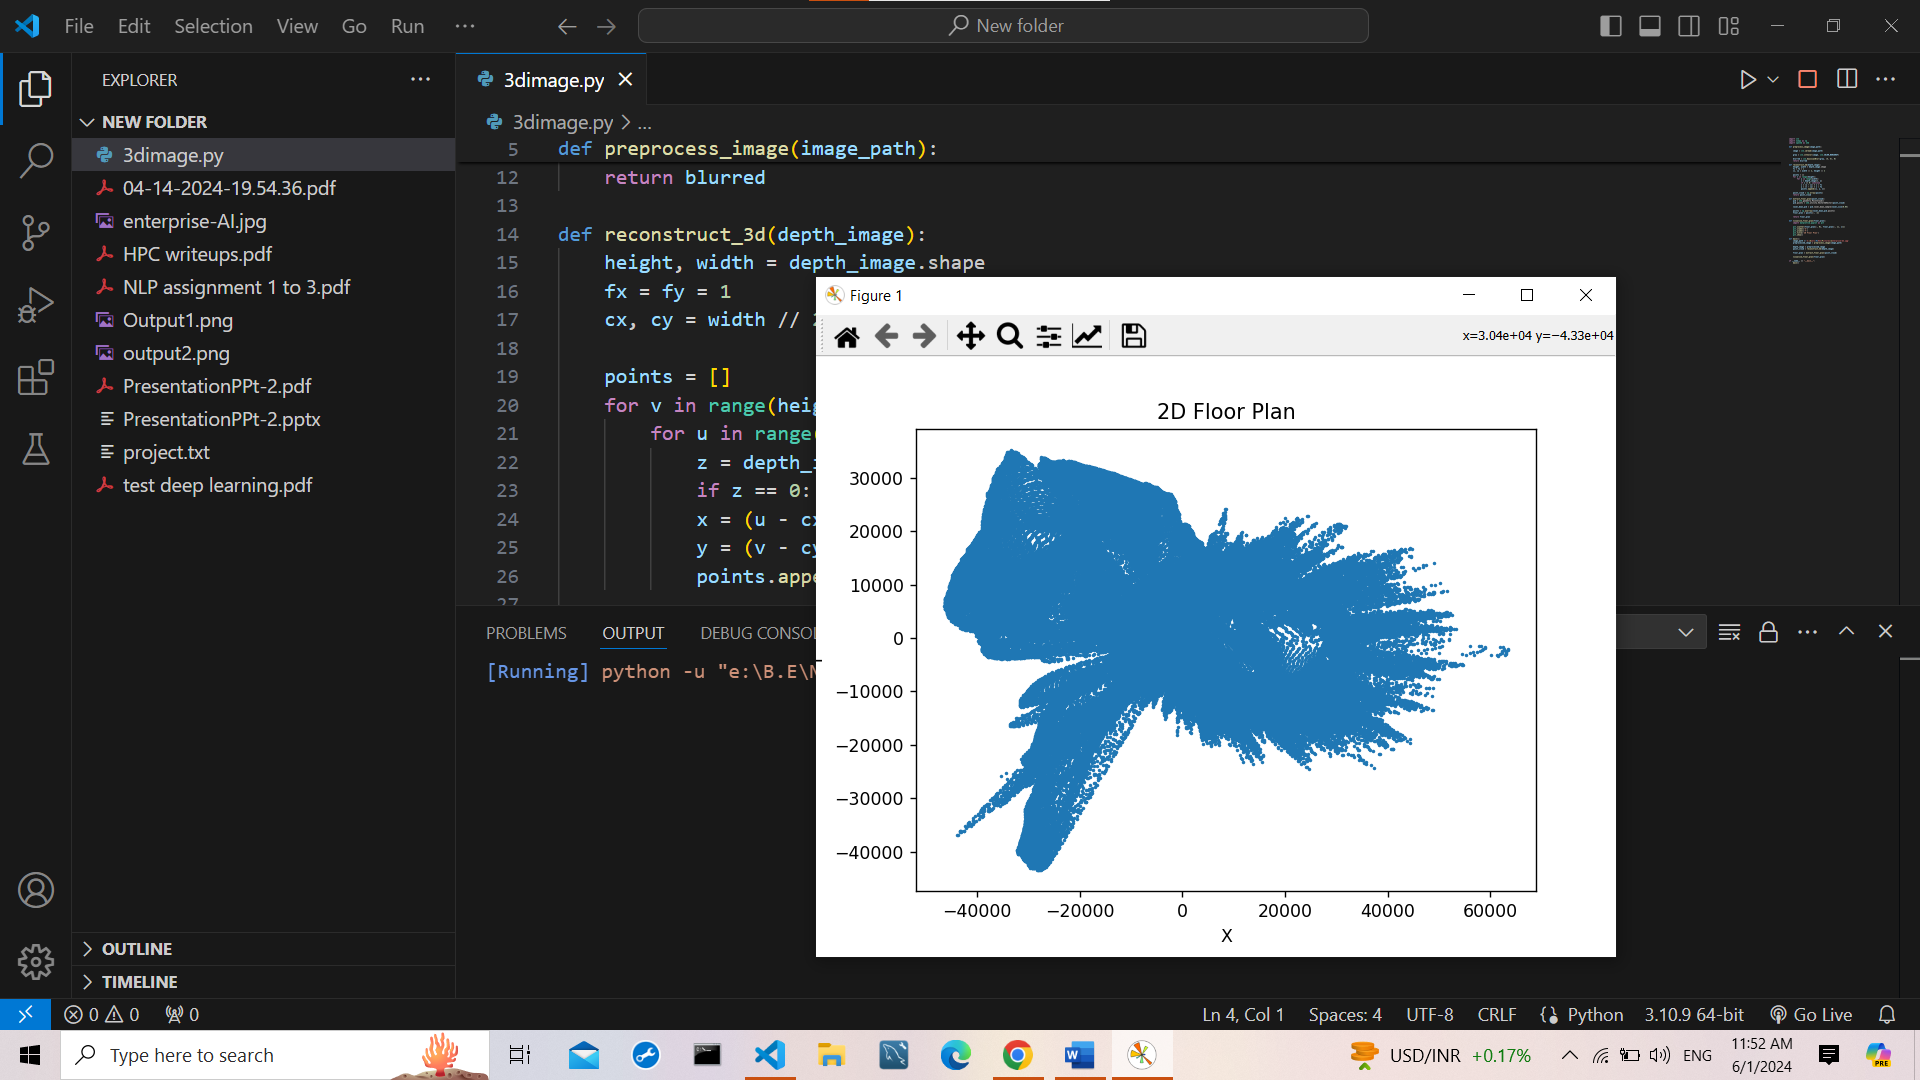 File Edit Selection View Go Run ···
New folder
EXPLORER
NEW FOLDER
3dimage.py
04-14-2024-19.54.36.pdf
enterprise-AI.jpg
HPC writeups.pdf
NLP assignment 1 to 3.pdf
Output1.png
output2.png
PresentationPPt-2.pdf
PresentationPPt-2.pptx
project.txt
test deep learning.pdf
OUTLINE
TIMELINE
3dimage.py
3dimage.py > ...
5 def preprocess_image(image_path):
12 return blurred
13
14 def reconstruct_3d(depth_image):
15 height, width = depth_image.shape
16 fx = fy = 1
17 cx, cy = width //
18
19 points = []
20 for v in range(heig
21 for u in range(
22 z = depth_i
23 if z == 0:
24 x = (u - cx
25 y = (v - cy
26 points.appe
27
PROBLEMS OUTPUT DEBUG CONSOL
[Running] python -u "e:\B.E\N
Figure 1
x=3.04e+04 y=−4.33e+04
2D Floor Plan
30000
20000
10000
0
−10000
−20000
−30000
−40000
−40000 −20000 0 20000 40000 60000
X
0 0 0
Ln 4, Col 1 Spaces: 4 UTF-8 CRLF Python 3.10.9 64-bit Go Live
Type here to search
USD/INR +0.17%
ENG
11:52 AM
6/1/2024
PRE